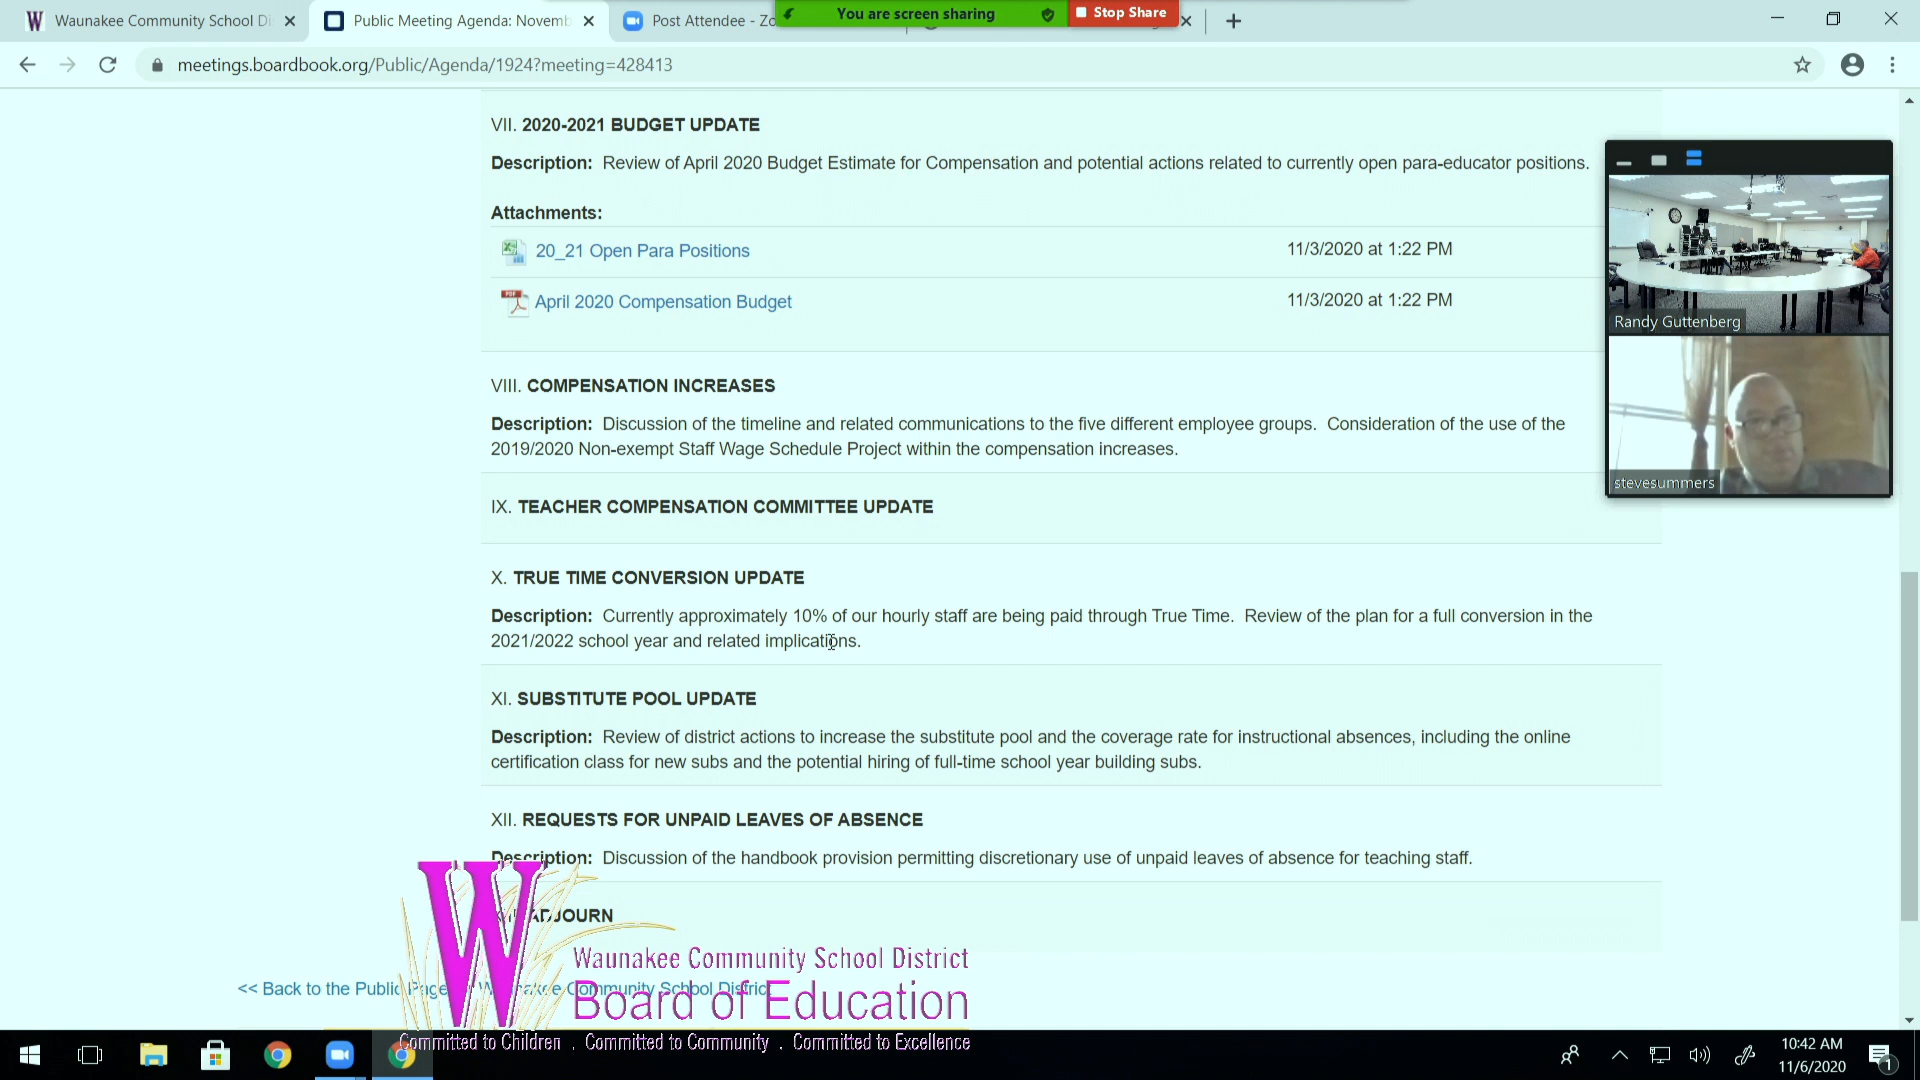 Waunakee Community School Di
Public Meeting Agenda: Novemb
Post Attendee - Zo
You are screen sharing
Stop Share
meetings.boardbook.org/Public/Agenda/1924?meeting=428413
VII. 2020-2021 BUDGET UPDATE
Description: Review of April 2020 Budget Estimate for Compensation and potential actions related to currently open para-educator positions.
Attachments:
20_21 Open Para Positions 11/3/2020 at 1:22 PM
April 2020 Compensation Budget 11/3/2020 at 1:22 PM
Randy Guttenberg
stevesummers
VIII. COMPENSATION INCREASES
Description: Discussion of the timeline and related communications to the five different employee groups. Consideration of the use of the
2019/2020 Non-exempt Staff Wage Schedule Project within the compensation increases.
IX. TEACHER COMPENSATION COMMITTEE UPDATE
X. TRUE TIME CONVERSION UPDATE
Description: Currently approximately 10% of our hourly staff are being paid through True Time. Review of the plan for a full conversion in the
2021/2022 school year and related implications.
XI. SUBSTITUTE POOL UPDATE
Description: Review of district actions to increase the substitute pool and the coverage rate for instructional absences, including the online
certification class for new subs and the potential hiring of full-time school year building subs.
XII. REQUESTS FOR UNPAID LEAVES OF ABSENCE
Description: Discussion of the handbook provision permitting discretionary use of unpaid leaves of absence for teaching staff.
ADJOURN
W
Waunakee Community School District
Board of Education
<< Back to the Public Page Waunakee Community School District
Committed to Children . Committed to Community . Committed to Excellence
10:42 AM
11/6/2020
1